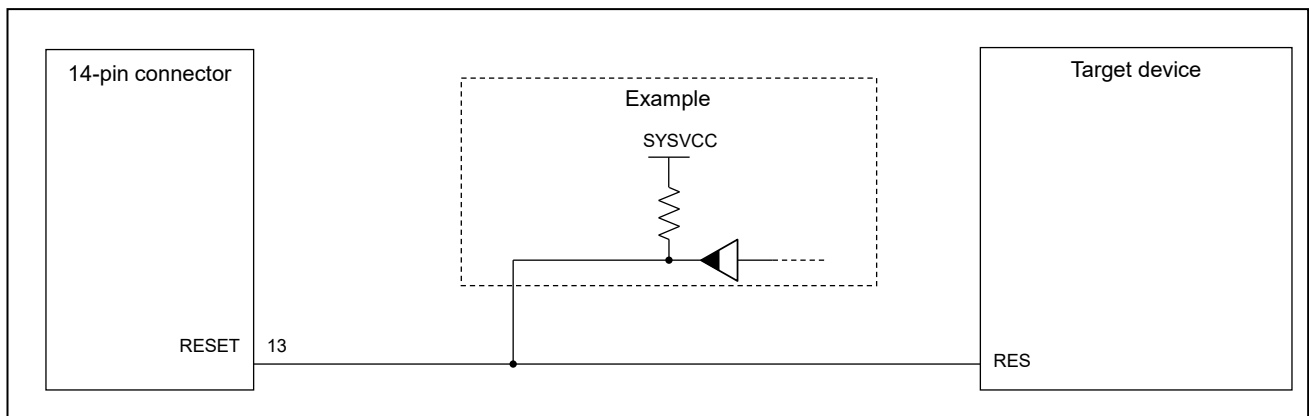 14-pin connector
Target device
Example
SYSVCC
RESET 13
RES